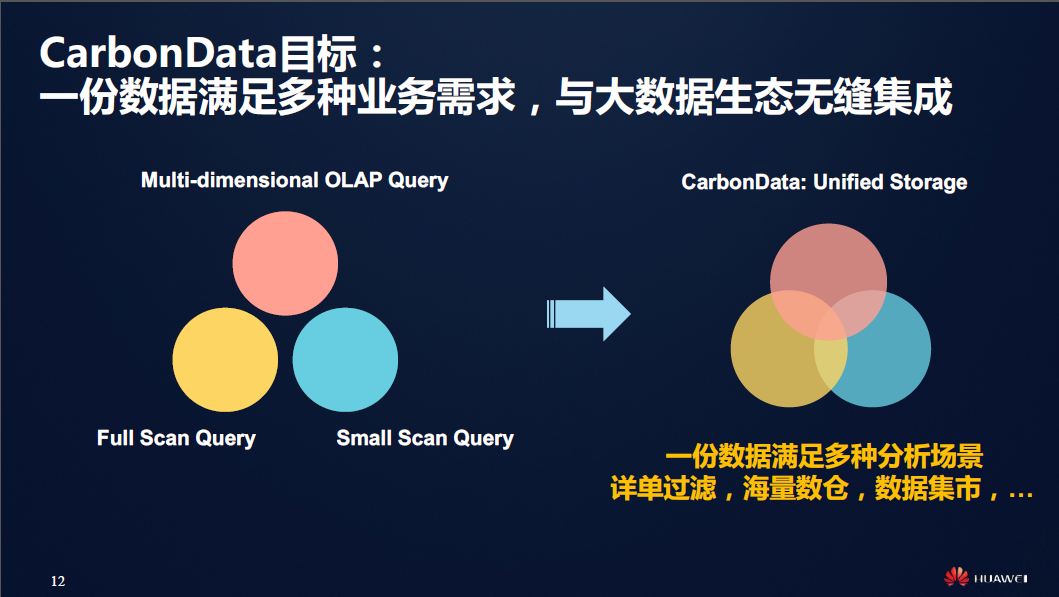 CarbonData目标：
一份数据满足多种业务需求，与大数据生态无缝集成
Multi-dimensional OLAP Query
CarbonData: Unified Storage
Full Scan Query
Small Scan Query
一份数据满足多种分析场景
详单过滤，海量数仓，数据集市，…
12
HUAWEI